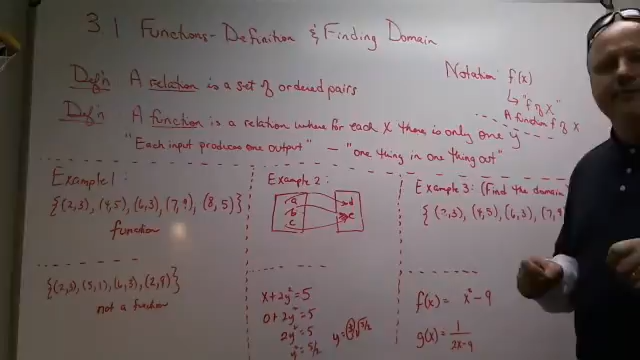 3.1 Functions - Definition & Finding Domain
Def'n A relation is a set of ordered pairs
Def'n A function is a relation where for each x there is only one y
"Each input produces one output" - "one thing in one thing out"
Notation: f(x)
"f of x"
A function f of x
Example 1:
{(2,3), (4,5), (6,3), (7,9), (8,5)}
function
{(2,3), (5,1), (6,3), (2,8)}
not a function
Example 2:
a
b
c
d
e
x+2y²=5
0+2y²=5
2y²=5
y²=5/2
Example 3: (Find the domain
{(2,3), (4,5), (6,3), (7,9
f(x) = x²-9
g(x) = 1/2x-9